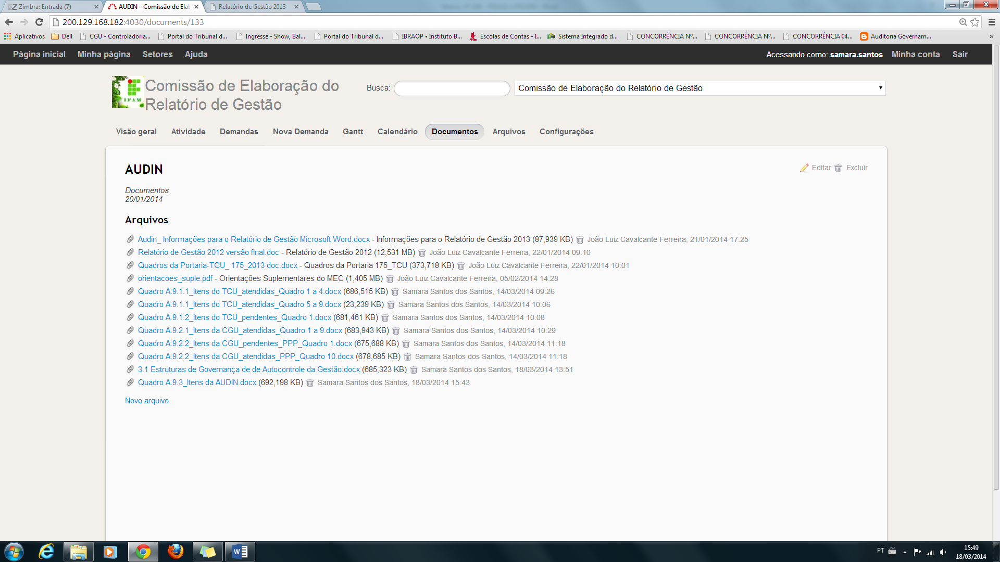 Zimbra: Entrada (7)
AUDIN - Comissão de Elab
Relatório de Gestão 2013
200.129.168.182:4030/documents/133
Aplicativos
Dell
CGU - Controladoria...
Portal do Tribunal d...
Ingresse - Show, Bal...
Portal do Tribunal d...
IBRAOP • Instituto B...
Escolas de Contas - I...
Sistema Integrado d...
CONCORRÊNCIA Nº...
CONCORRÊNCIA Nº...
CONCORRÊNCIA 04...
Auditoria Governam...
»
Página inicial
Minha página
Setores
Ajuda
Acessando como: samara.santos
Minha conta
Sair
IFAM
Comissão de Elaboração do
Relatório de Gestão
Busca:
Comissão de Elaboração do Relatório de Gestão
Visão geral
Atividade
Demandas
Nova Demanda
Gantt
Calendário
Documentos
Arquivos
Configurações
AUDIN
Editar
Excluir
Documentos
20/01/2014
Arquivos
Audin_ Informações para o Relatório de Gestão Microsoft Word.docx - Informações para o Relatório de Gestão 2013 (87,939 KB) João Luiz Cavalcante Ferreira, 21/01/2014 17:25
Relatório de Gestão 2012 versão final.doc - Relatório de Gestão 2012 (12,531 MB) João Luiz Cavalcante Ferreira, 22/01/2014 09:10
Quadros da Portaria-TCU_ 175_2013 doc.docx - Quadros da Portaria 175_TCU (373,718 KB) João Luiz Cavalcante Ferreira, 22/01/2014 10:01
orientacoes_suple.pdf - Orientações Suplementares do MEC (1,405 MB) João Luiz Cavalcante Ferreira, 05/02/2014 14:28
Quadro A.9.1.1_Itens do TCU_atendidas_Quadro 1 a 4.docx (686,515 KB) Samara Santos dos Santos, 14/03/2014 09:26
Quadro A.9.1.1_Itens do TCU_atendidas_Quadro 5 a 9.docx (23,239 KB) Samara Santos dos Santos, 14/03/2014 10:06
Quadro A.9.1.2_Itens do TCU_pendentes_Quadro 1.docx (681,461 KB) Samara Santos dos Santos, 14/03/2014 10:08
Quadro A.9.2.1_Itens da CGU_atendidas_Quadro 1 a 9.docx (683,943 KB) Samara Santos dos Santos, 14/03/2014 10:29
Quadro A.9.2.2_Itens da CGU_pendentes_PPP_Quadro 1.docx (675,688 KB) Samara Santos dos Santos, 14/03/2014 11:18
Quadro A.9.2.2_Itens da CGU_atendidas_PPP_Quadro 10.docx (678,685 KB) Samara Santos dos Santos, 14/03/2014 11:18
3.1 Estruturas de Governança de de Autocontrole da Gestão.docx (685,323 KB) Samara Santos dos Santos, 18/03/2014 13:51
Quadro A.9.3_Itens da AUDIN.docx (692,198 KB) Samara Santos dos Santos, 18/03/2014 15:43
Novo arquivo
PT
15:49
18/03/2014